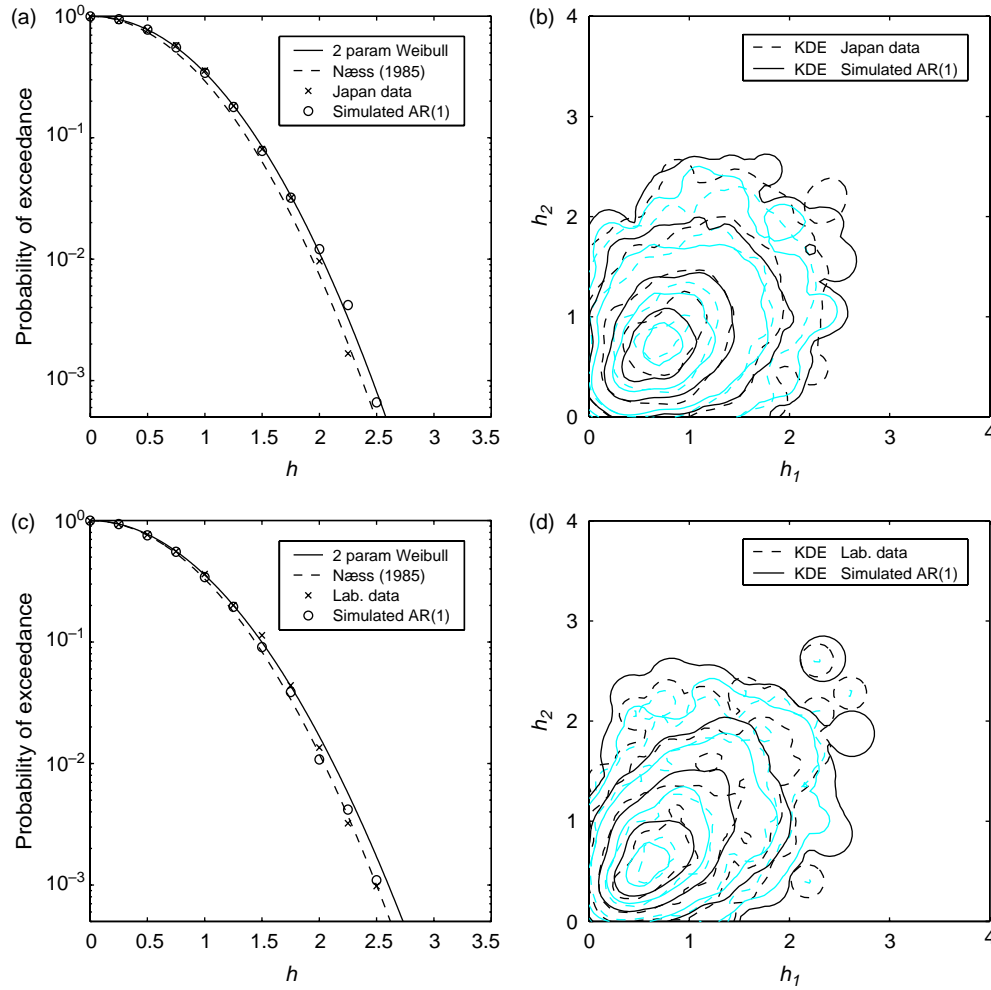 (a)
10^0
10^-1
10^-2
10^-3
Probability of exceedance
2 param Weibull
Næss (1985)
Japan data
Simulated AR(1)
0 0.5 1 1.5 2 2.5 3 3.5
h
(b)
4
3
2
1
0
h_2
KDE Japan data
KDE Simulated AR(1)
0 1 2 3 4
h_1
(c)
10^0
10^-1
10^-2
10^-3
Probability of exceedance
2 param Weibull
Næss (1985)
Lab. data
Simulated AR(1)
0 0.5 1 1.5 2 2.5 3 3.5
h
(d)
4
3
2
1
0
h_2
KDE Lab. data
KDE Simulated AR(1)
0 1 2 3 4
h_1